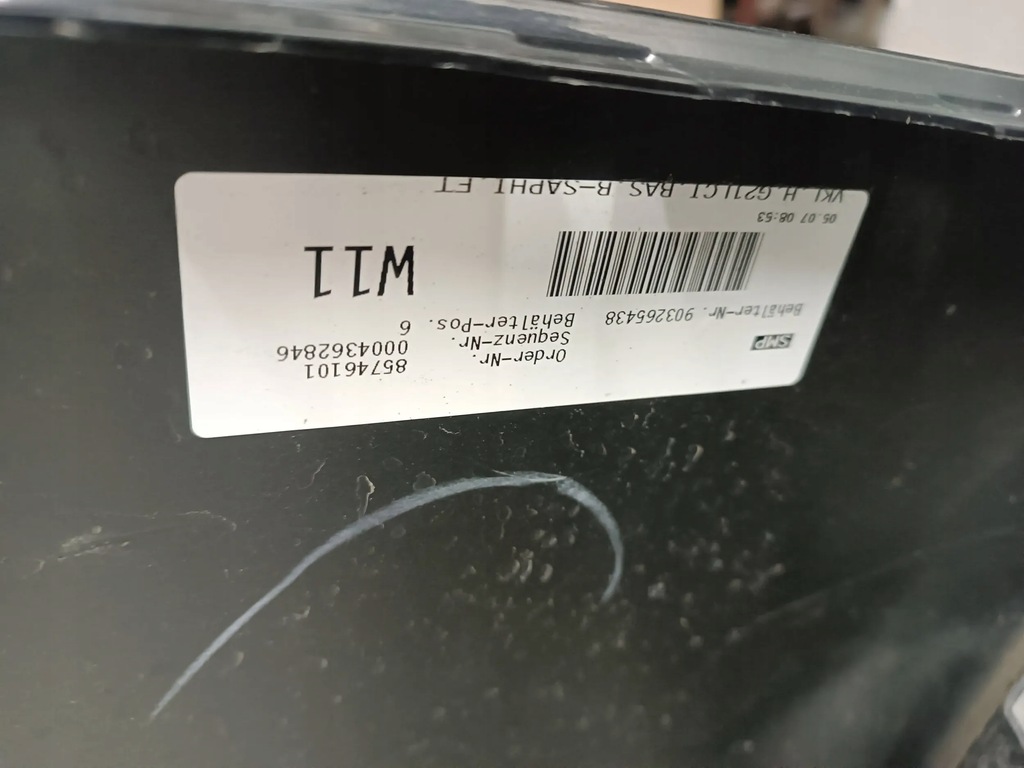 SMP
Order-Nr. 85746101
Sequenz-Nr. 0004362846
Behälter-Nr. 903265438 Behälter-Pos. 6
W11
05.07 08:53
VKL H G21LCI BAS B-SAPHI FT